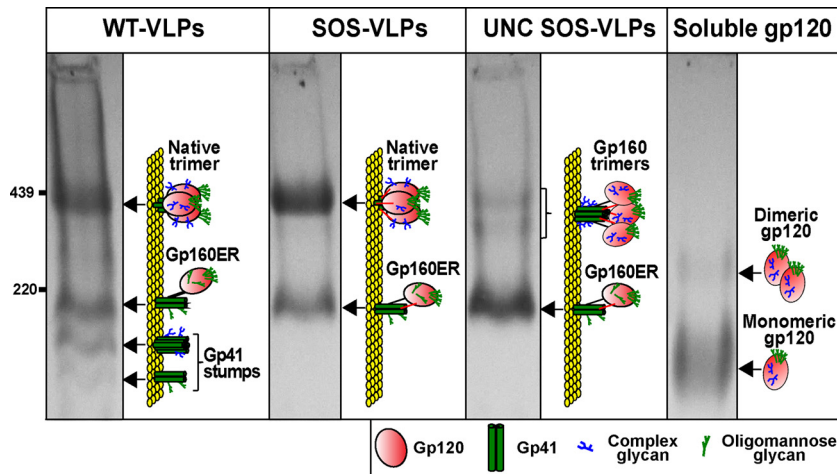 WT-VLPs
SOS-VLPs
UNC SOS-VLPs
Soluble gp120
439
220
Native
trimer
Gp160ER
Gp41
stumps
Native
trimer
Gp160ER
Gp160
trimers
Gp160ER
Dimeric
gp120
Monomeric
gp120
Gp120
Gp41
Complex
glycan
Oligomannose
glycan